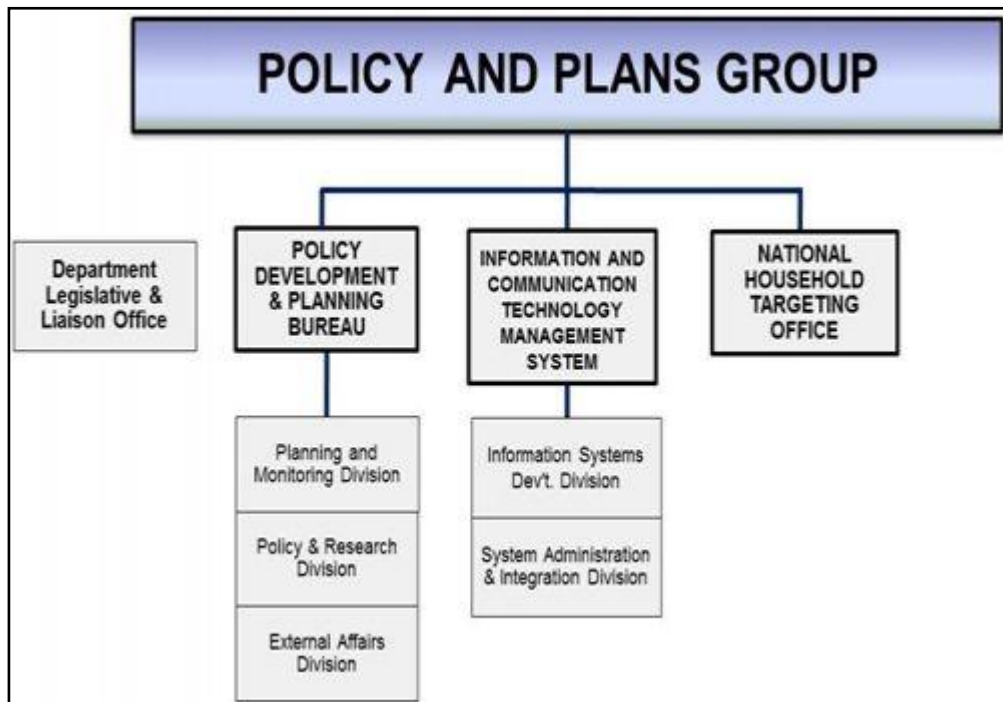 POLICY AND PLANS GROUP
Department
Legislative &
Liaison Office
POLICY
DEVELOPMENT
& PLANNING
BUREAU
INFORMATION AND
COMMUNICATION
TECHNOLOGY
MANAGEMENT
SYSTEM
NATIONAL
HOUSEHOLD
TARGETING
OFFICE
Planning and
Monitoring Division
Policy & Research
Division
External Affairs
Division
Information Systems
Dev't. Division
System Administration
& Integration Division